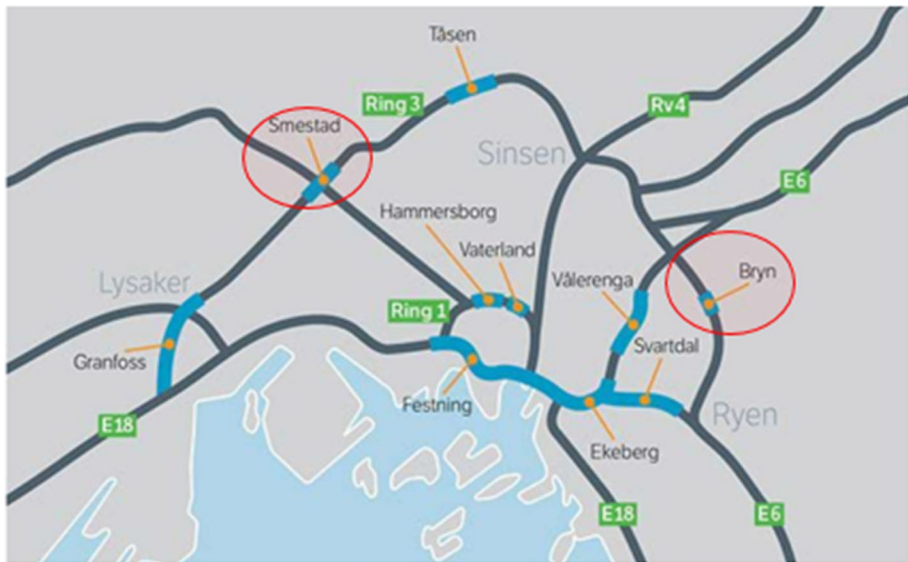 Tåsen
Ring 3
Rv4
Smestad
Sinsen
E6
Hammersborg
Vaterland
Lysaker
Vålerenga
Bryn
Ring 1
Svartdal
Granfoss
Festning
Ryen
E18
Ekeberg
E18
E6